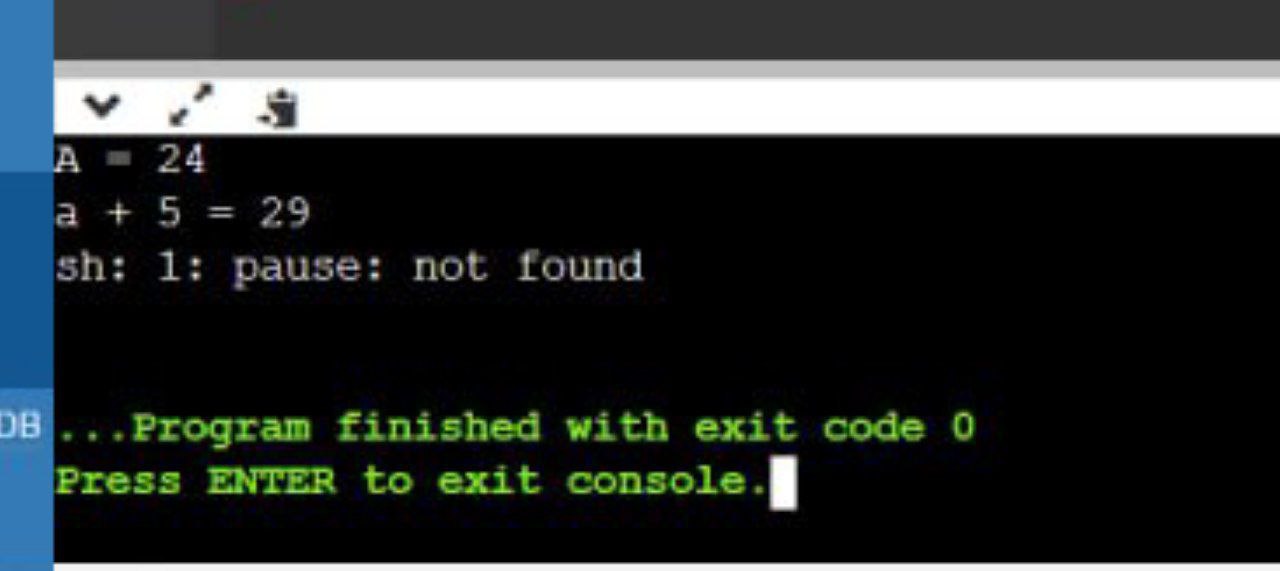 A = 24
a + 5 = 29
sh: 1: pause: not found
DB
...Program finished with exit code 0
Press ENTER to exit console.